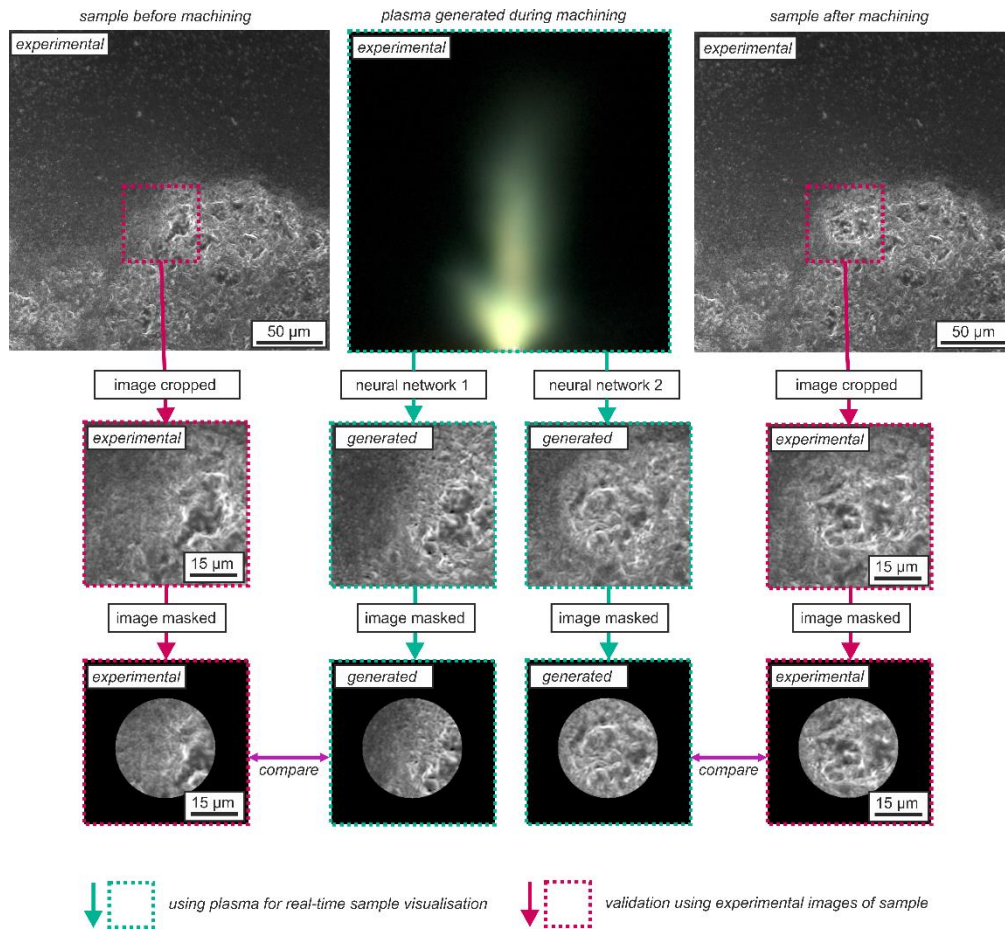 sample before machining
plasma generated during machining
sample after machining
experimental
experimental
experimental
50 µm
50 µm
image cropped
neural network 1
neural network 2
image cropped
experimental
generated
generated
experimental
15 µm
15 µm
image masked
image masked
image masked
image masked
experimental
generated
generated
experimental
compare
compare
15 µm
15 µm
using plasma for real-time sample visualisation
validation using experimental images of sample